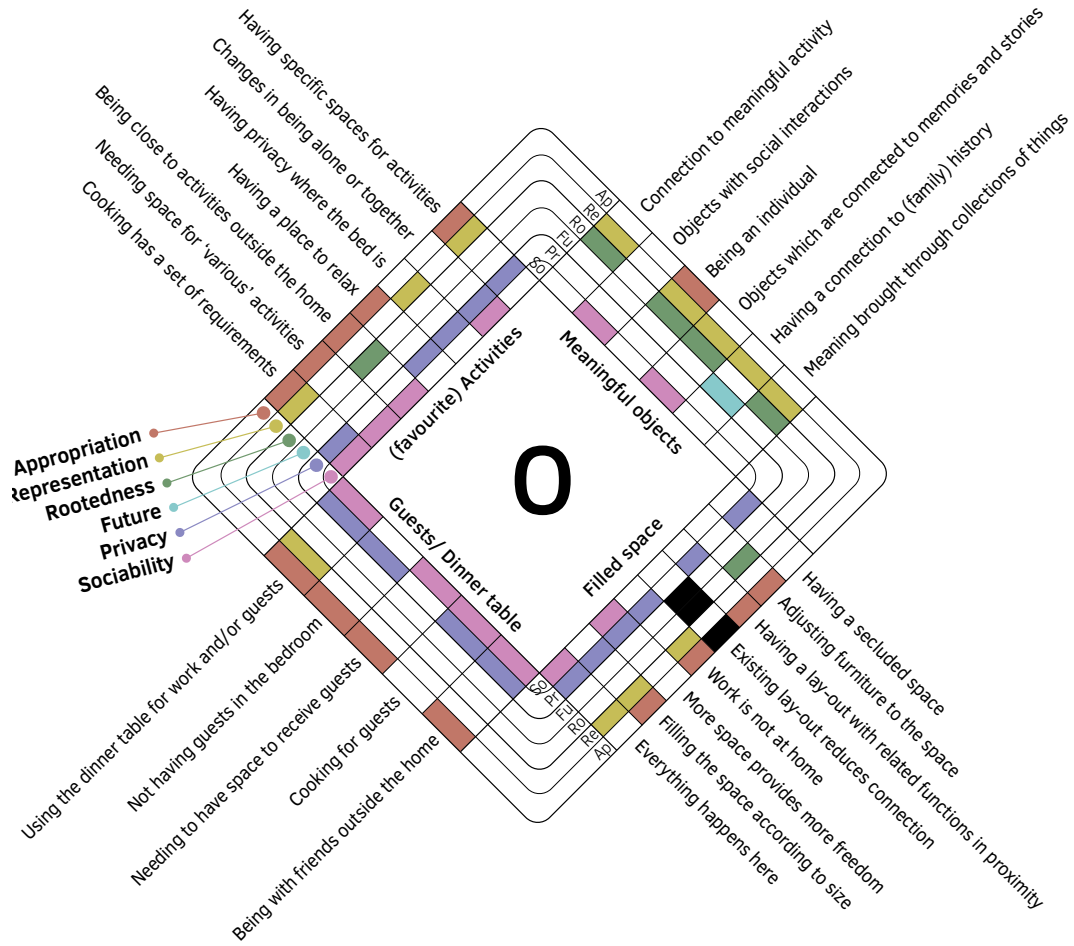 Having specific spaces for activities
Changes in being alone or together
Having privacy where the bed is
Having a place to relax
Being close to activities outside the home
Needing space for ‘various’ activities
Cooking has a set of requirements
Connection to meaningful activity
Objects with social interactions
Being an individual
Objects which are connected to memories and stories
Having a connection to (family) history
Meaning brought through collections of things
Ap
Re
Ro
Fu
Pr
So
(favourite) Activities
Meaningful objects
O
Guests/ Dinner table
Filled space
Appropriation
Representation
Rootedness
Future
Privacy
Sociability
Using the dinner table for work and/or guests
Not having guests in the bedroom
Needing to have space to receive guests
Cooking for guests
Being with friends outside the home
So
Pr
Fu
Ro
Re
Ap
Having a secluded space
Adjusting furniture to the space
Having a lay-out with related functions in proximity
Existing lay-out reduces connection
Work is not at home
More space provides more freedom
Filling the space according to size
Everything happens here